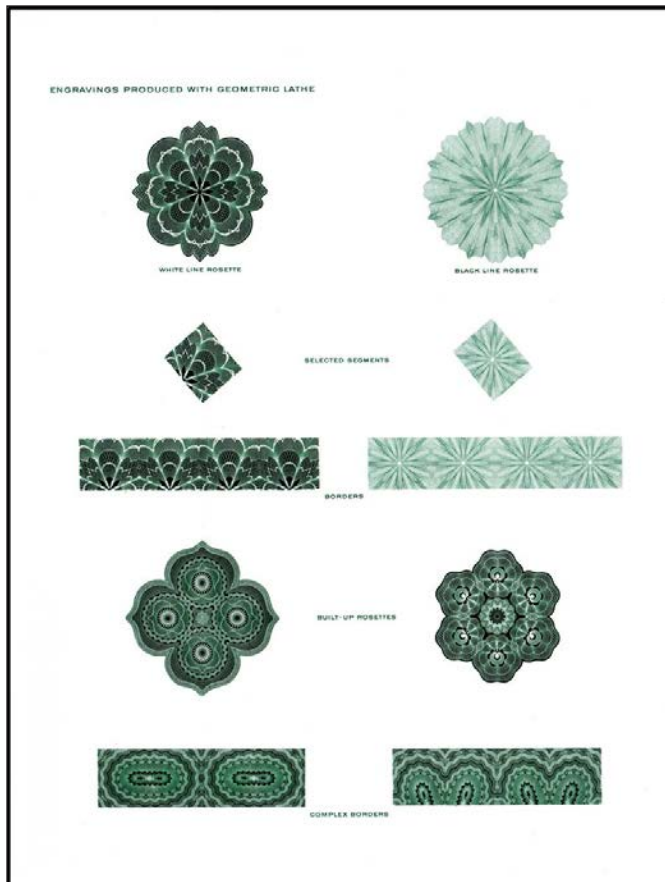 ENGRAVINGS PRODUCED WITH GEOMETRIC LATHE
WHITE LINE ROSETTE
BLACK LINE ROSETTE
SELECTED SEGMENTS
BORDERS
BUILT-UP ROSETTES
COMPLEX BORDERS